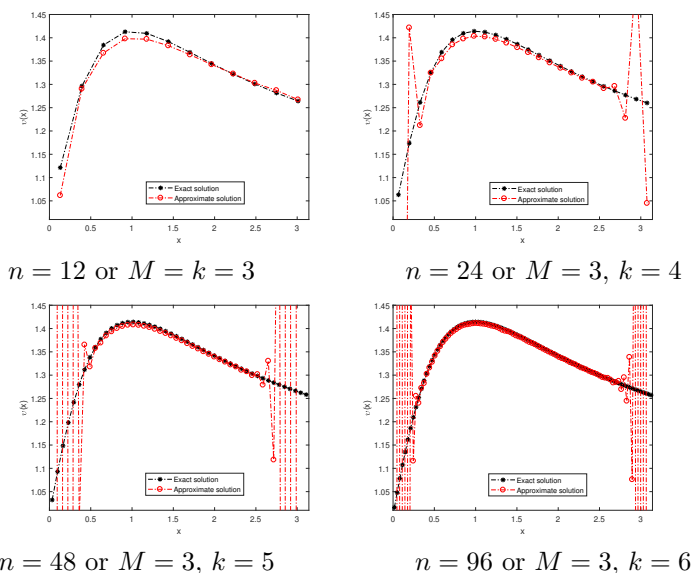 1.45
1.4
1.35
1.3
1.25
1.2
1.15
1.1
1.05
υ(x)
Exact solution
Approximate solution
0 0.5 1 1.5 2 2.5 3
x
n = 12 or M = k = 3
1.45
1.4
1.35
1.3
1.25
1.2
1.15
1.1
1.05
υ(x)
Exact solution
Approximate solution
0 0.5 1 1.5 2 2.5 3
x
n = 24 or M = 3, k = 4
1.45
1.4
1.35
1.3
1.25
1.2
1.15
1.1
1.05
υ(x)
Exact solution
Approximate solution
0 0.5 1 1.5 2 2.5 3
x
n = 48 or M = 3, k = 5
1.45
1.4
1.35
1.3
1.25
1.2
1.15
1.1
1.05
υ(x)
Exact solution
Approximate solution
0 0.5 1 1.5 2 2.5 3
x
n = 96 or M = 3, k = 6